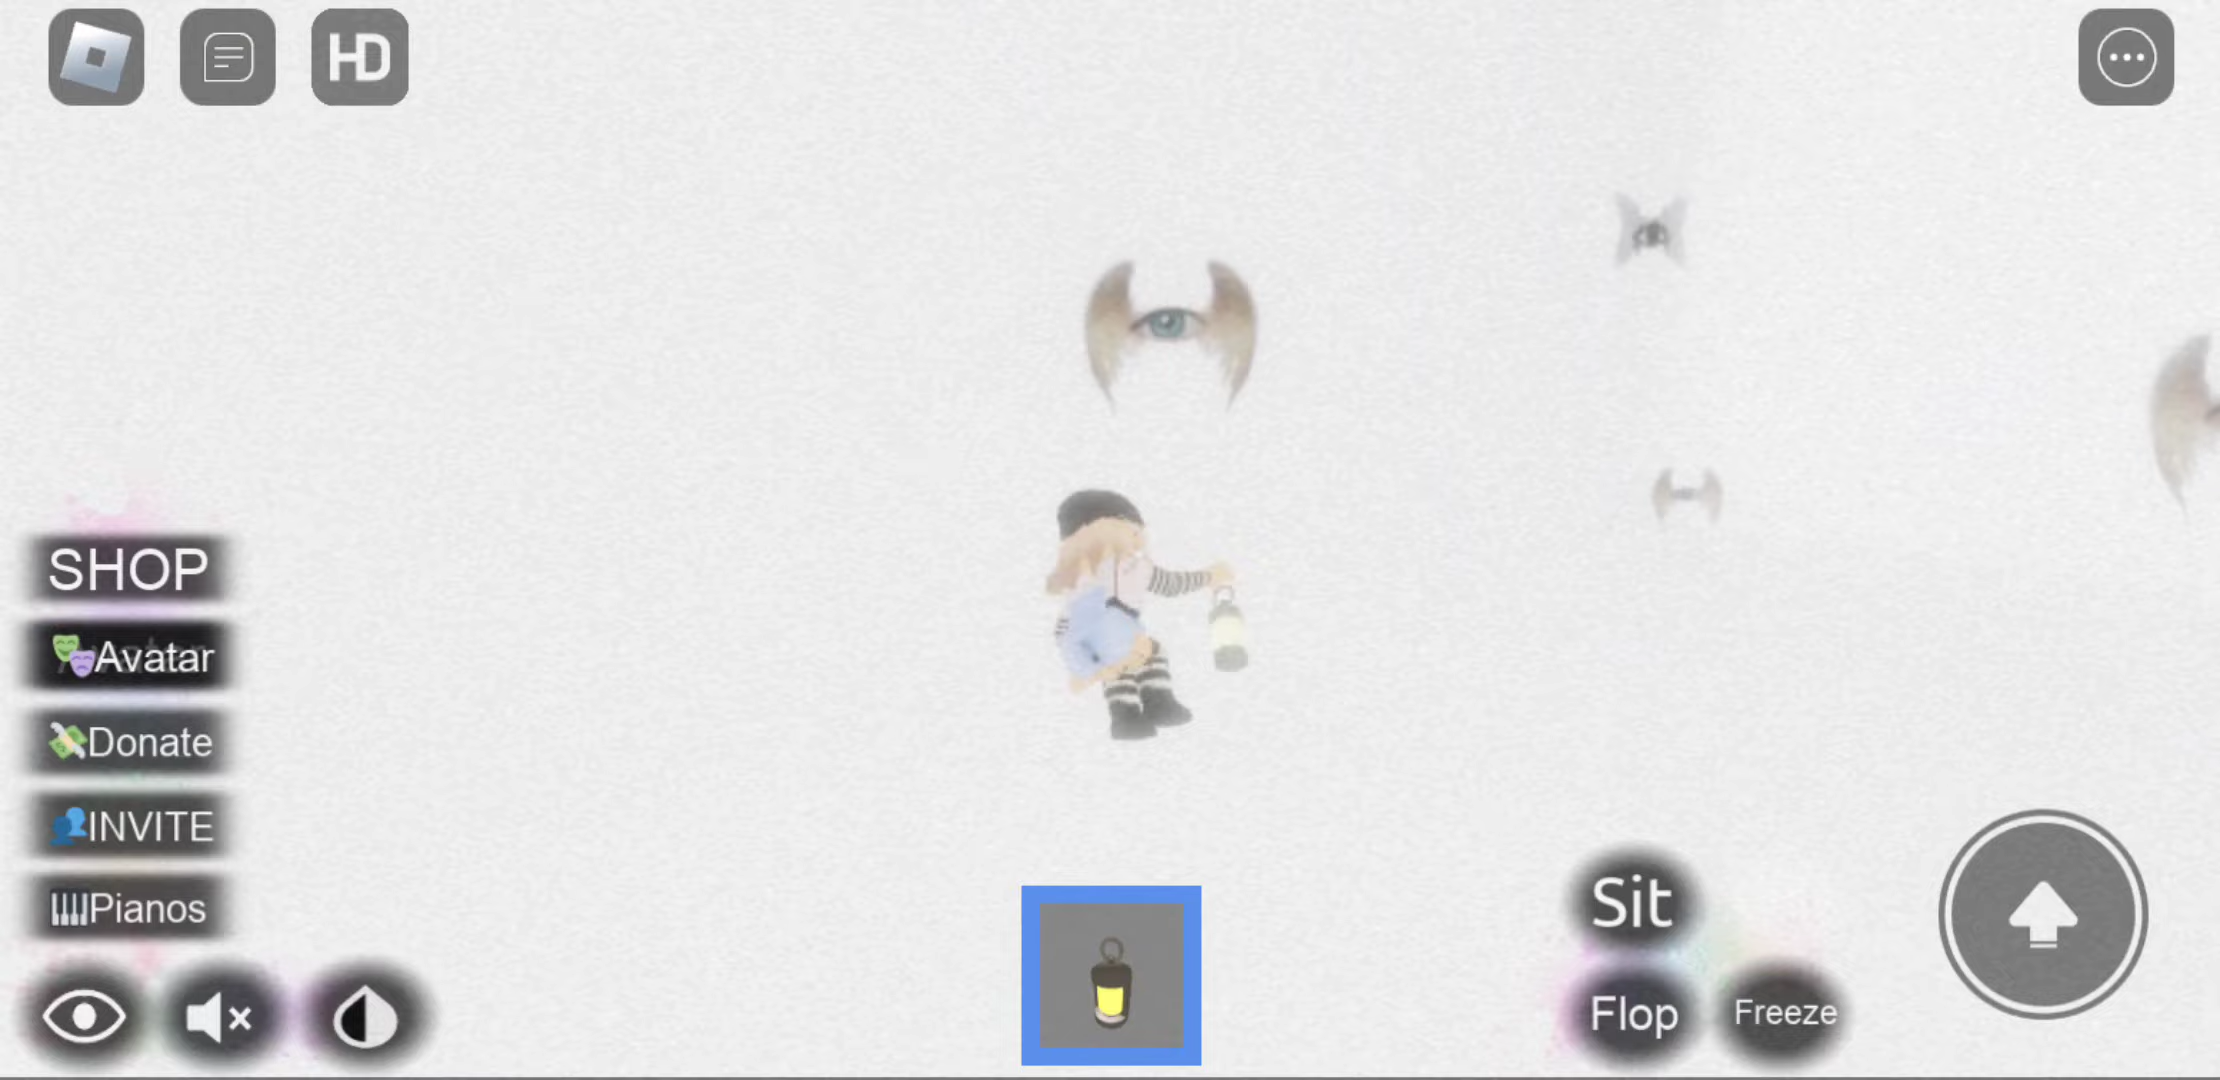 HD
SHOP
Avatar
Donate
INVITE
Pianos
Sit
Flop
Freeze